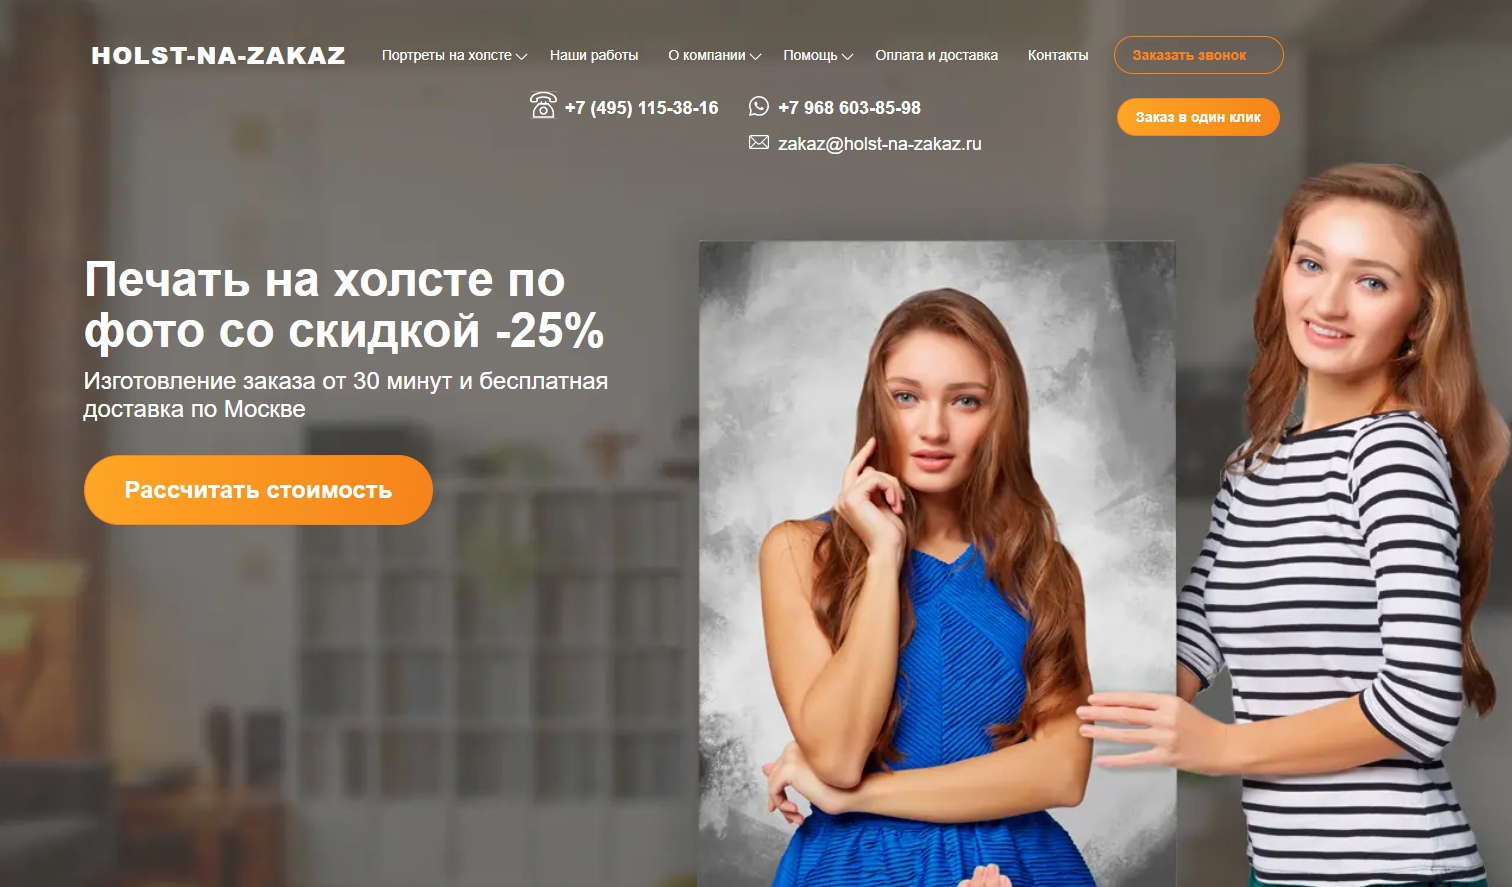 HOLST-NA-ZAKAZ
Портреты на холсте
Наши работы
О компании
Помощь
Оплата и доставка
Контакты
Заказать звонок
+7 (495) 115-38-16
+7 968 603-85-98
Заказ в один клик
zakaz@holst-na-zakaz.ru
Печать на холсте по
фото со скидкой -25%
Изготовление заказа от 30 минут и бесплатная
доставка по Москве
Рассчитать стоимость